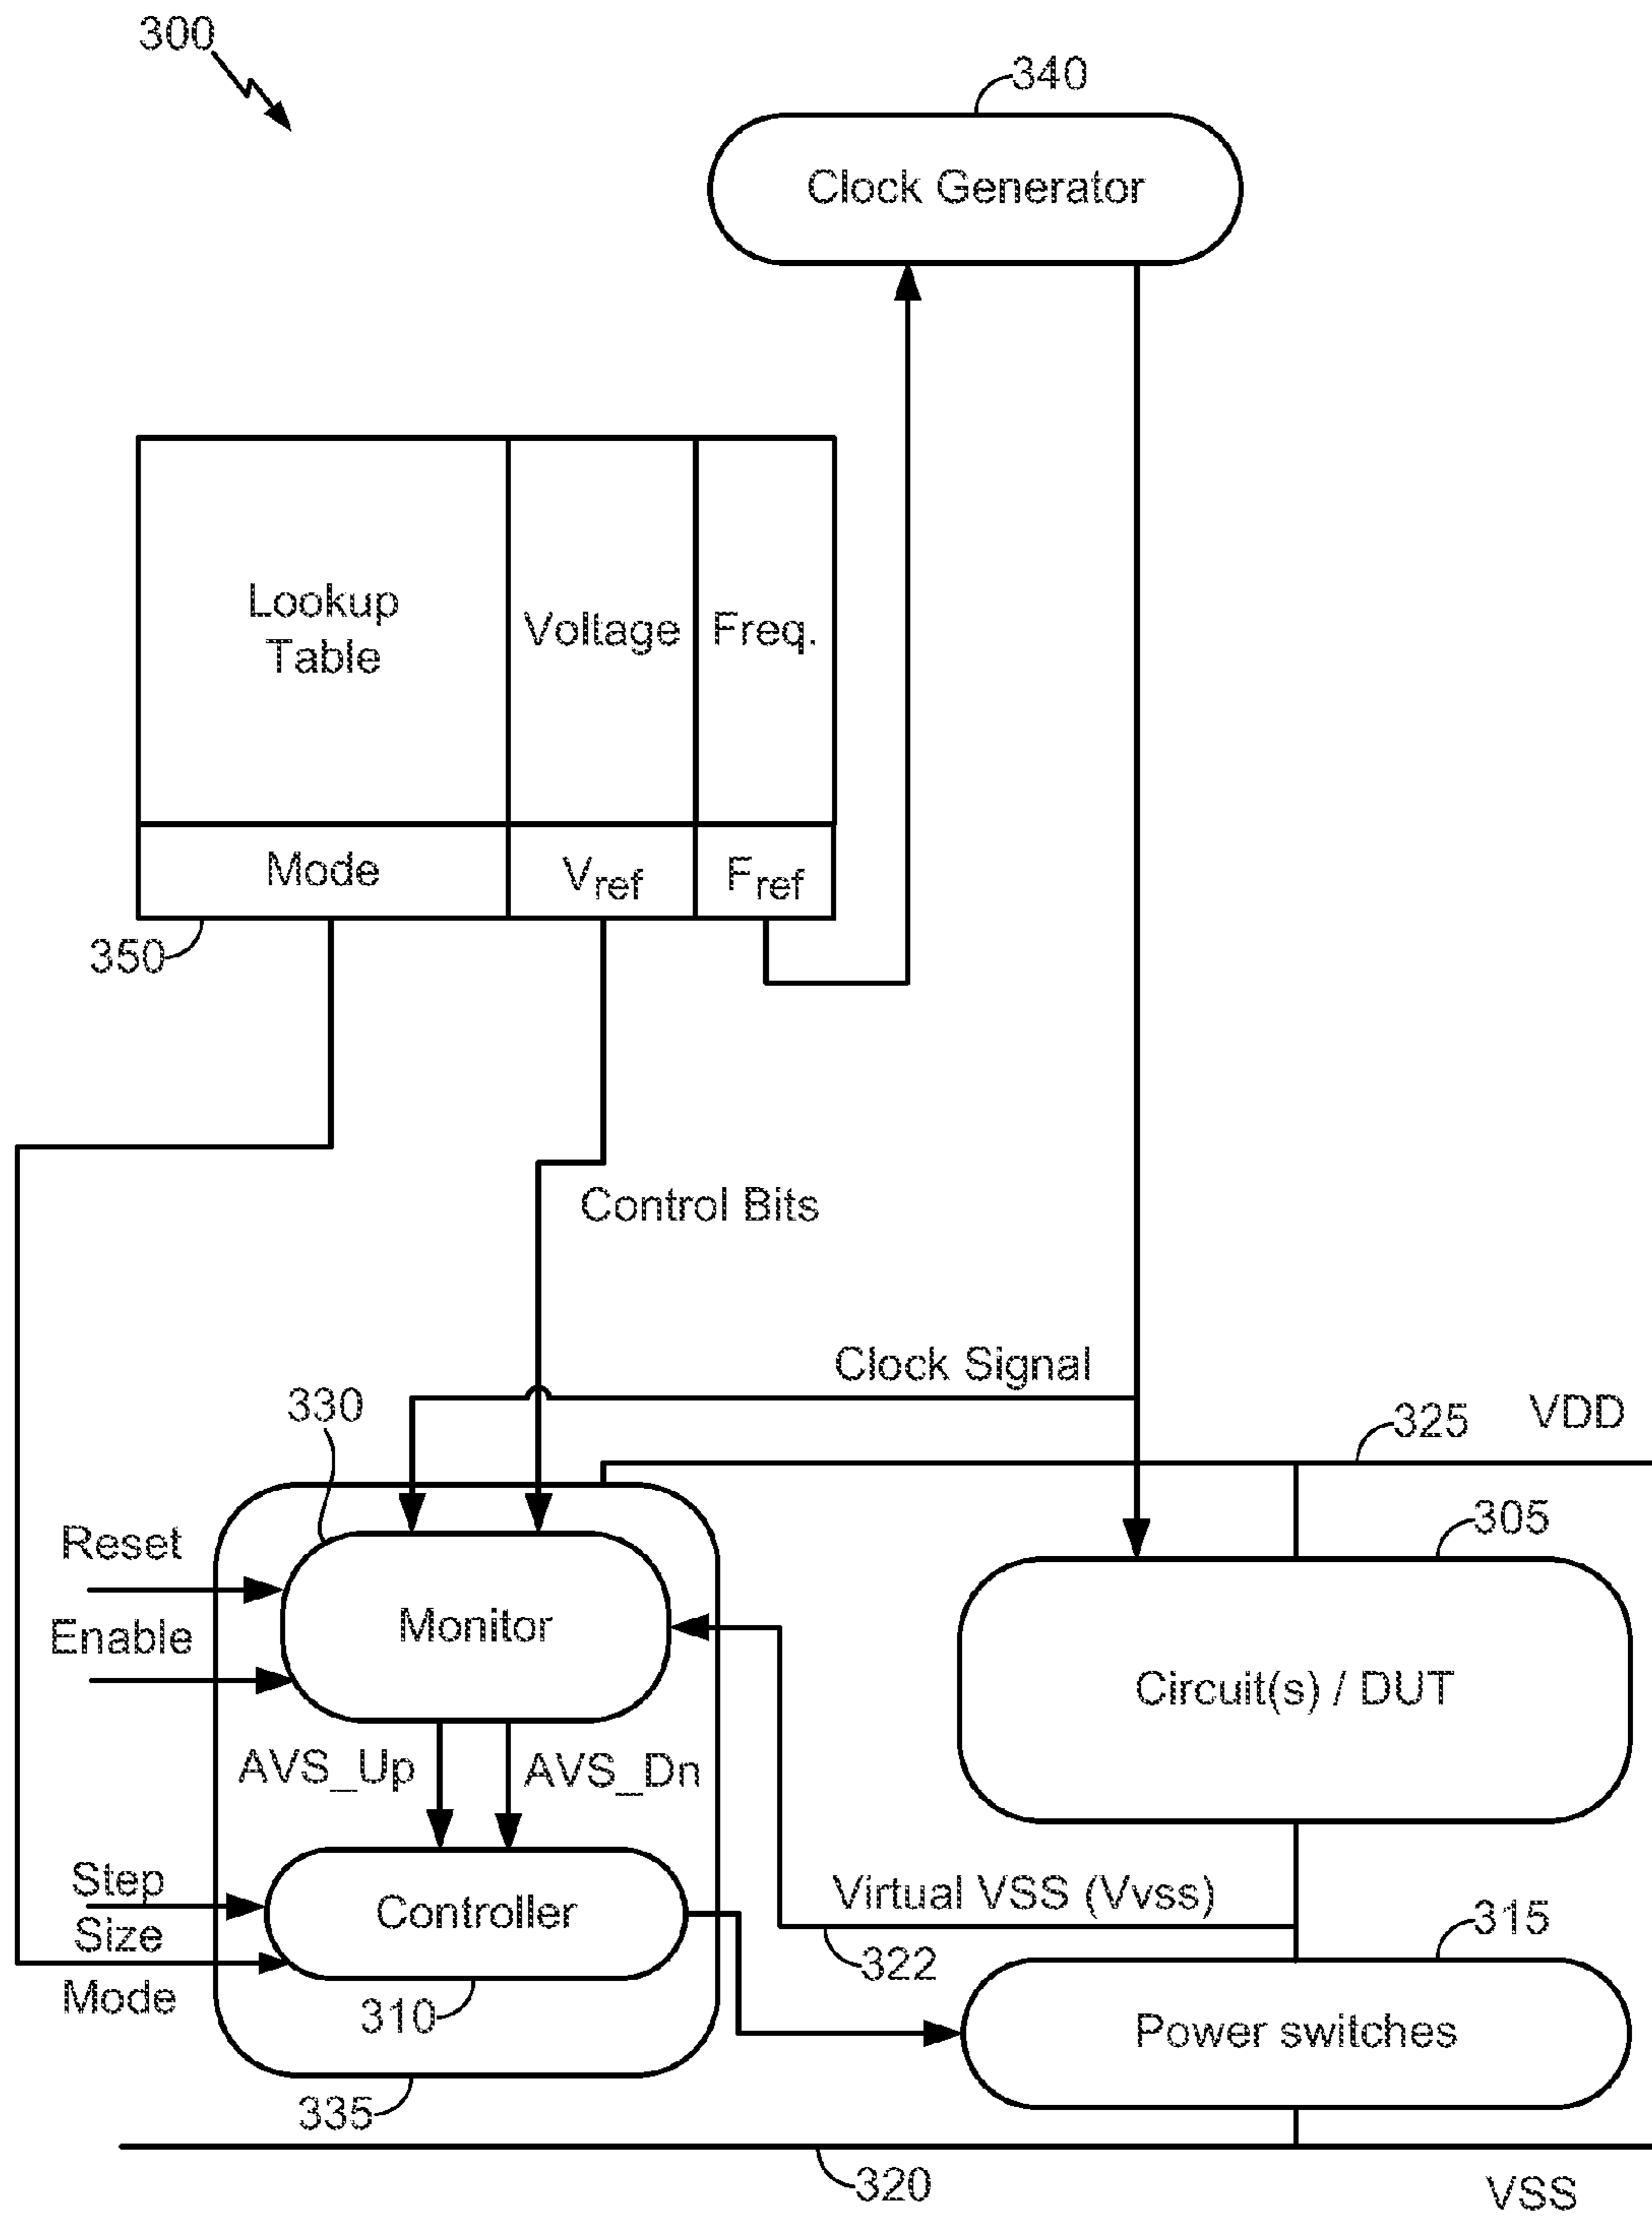 300
340
Clock Generator
Lookup
Table
Voltage
Freq.
Mode
Vref
Fref
350
Control Bits
Clock Signal
330
325
VDD
Reset
305
Enable
Monitor
Circuit(s) / DUT
AVS_Up
AVS_Dn
Step
Size
Controller
Virtual VSS (Vvss)
315
322
Mode
310
Power switches
335
320
VSS